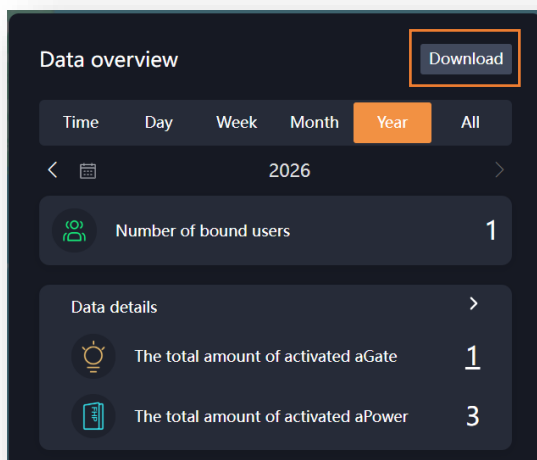 Data overview
Download
Time Day Week Month Year All
2026
Number of bound users 1
Data details
The total amount of activated aGate 1
FHP
The total amount of activated aPower 3